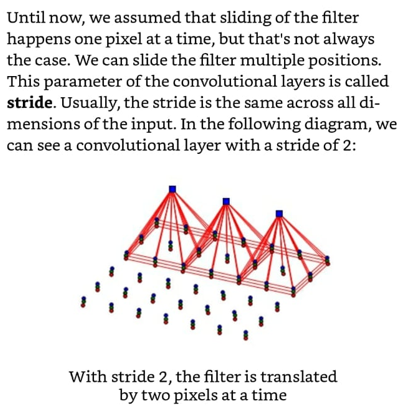 Until now, we assumed that sliding of the filter
happens one pixel at a time, but that's not always
the case. We can slide the filter multiple positions.
This parameter of the convolutional layers is called
stride. Usually, the stride is the same across all di-
mensions of the input. In the following diagram, we
can see a convolutional layer with a stride of 2:
With stride 2, the filter is translated
by two pixels at a time